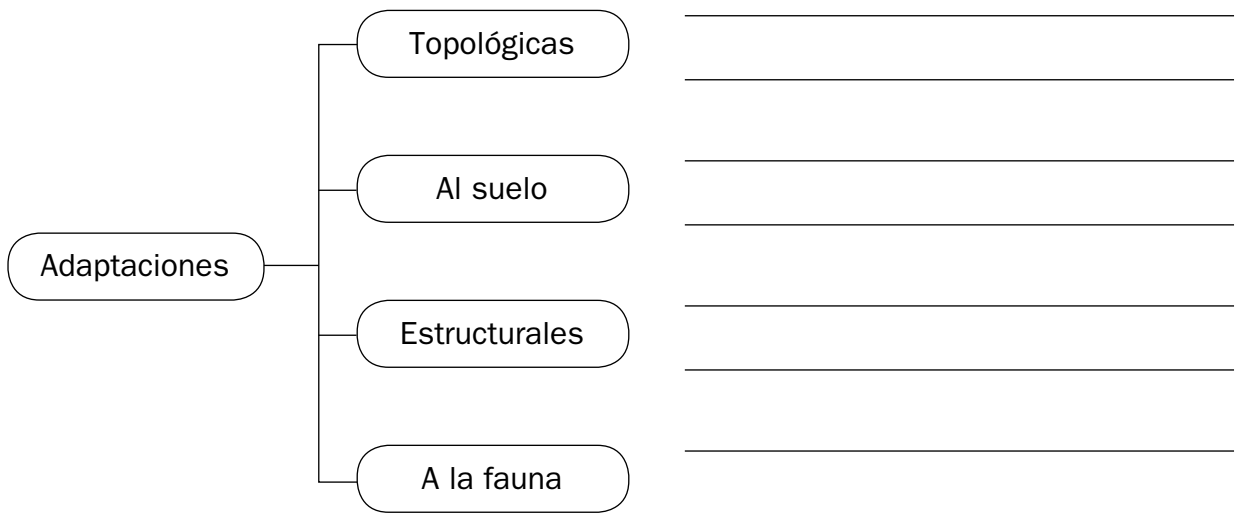 Topológicas
Al suelo
Adaptaciones
Estructurales
A la fauna